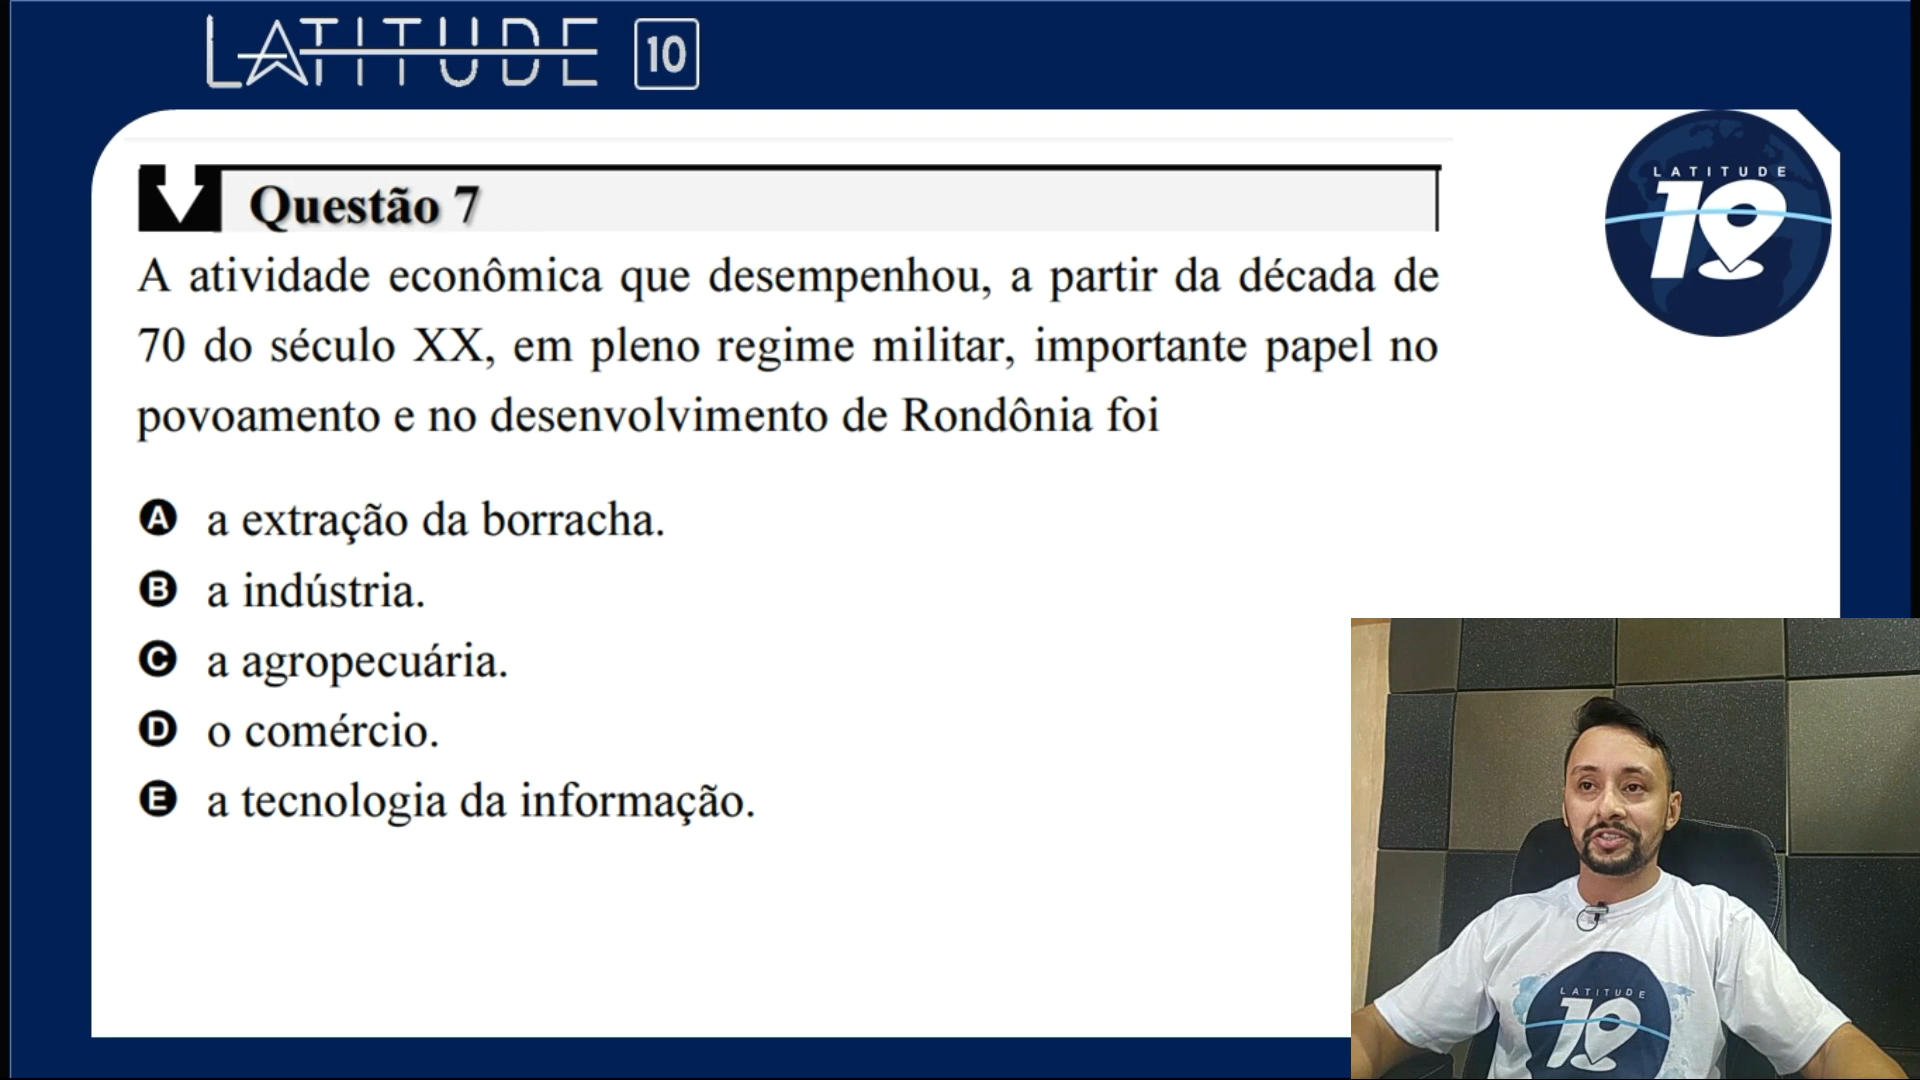 LATITUDE 10
LATITUDE
10
Questão 7
A atividade econômica que desempenhou, a partir da década de
70 do século XX, em pleno regime militar, importante papel no
povoamento e no desenvolvimento de Rondônia foi
A a extração da borracha.
B a indústria.
C a agropecuária.
D o comércio.
E a tecnologia da informação.
LATITUDE
10